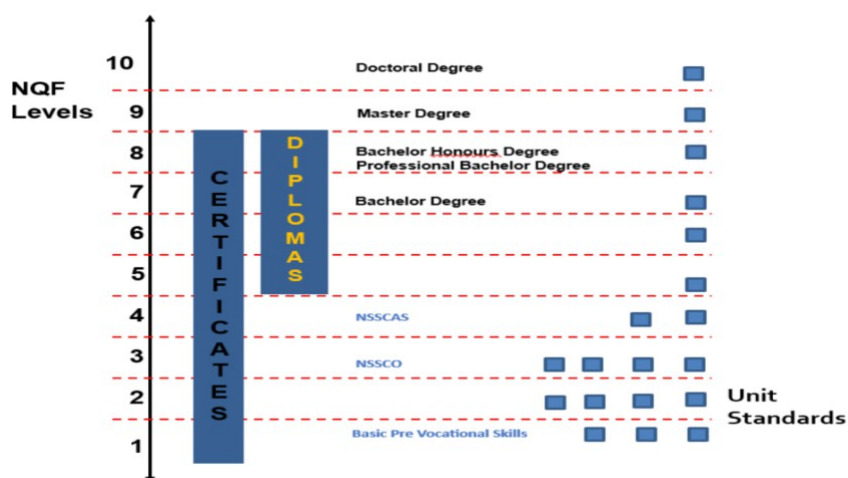 10
Doctoral Degree
NQF
Levels
9
Master Degree
8
Bachelor Honours Degree
Professional Bachelor Degree
7
Bachelor Degree
6
5
4
NSSCAS
3
NSSCO
2
1
Basic Pre Vocational Skills
CERTIFICATES
DIPLOMAS
Unit
Standards